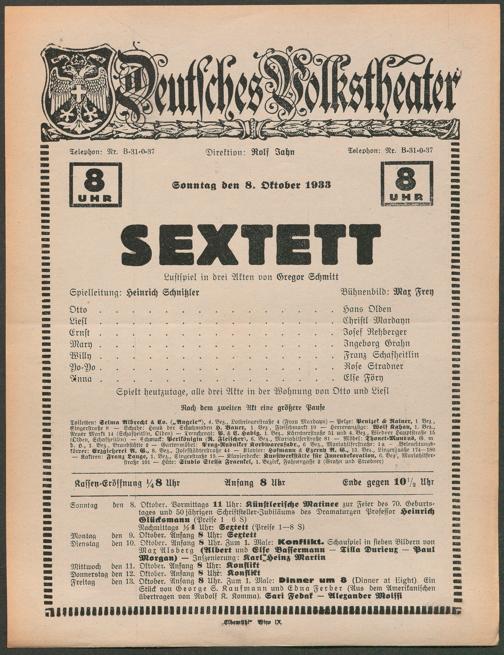 Deutsches Volkstheater
Telephon: Nr. B-31-0-37 Direktion: Rolf Jahn Telephon: Nr. B-31-0-37
8 UHR Sonntag den 8. Oktober 1933 8 UHR
SEXTETT
Lustspiel in drei Akten von Gregor Schmitt
Spielleitung: Heinrich Schnitzler Bühnenbild: Max Frey
Otto . . . . . . . . . . . . . Hans Olden
Liesl . . . . . . . . . . . . . Christl Mardayn
Ernst . . . . . . . . . . . . . Josef Rehberger
Mary . . . . . . . . . . . . . Ingeborg Grahn
Willy . . . . . . . . . . . . . Franz Schafheitlin
Yo-Yo . . . . . . . . . . . . . Rose Stradner
Anna . . . . . . . . . . . . . Else Föry
Spielt heutzutage, alle drei Akte in der Wohnung von Otto und Liesl
Nach dem zweiten Akt eine größere Pause
Kassen-Eröffnung ½8 Uhr Anfang 8 Uhr Ende gegen 10½ Uhr
Sonntag den 8. Oktober. Vormittags 11 Uhr: Künstlerische Matinee zur Feier des 70. Geburts-
tages und 50jährigen Schriftsteller-Jubiläums des Dramaturgen Professor Heinrich
Glücksmann (Preise 1–6 S)
Nachmittags ½4 Uhr: Sextett (Preise 1–8 S)
Montag den 9. Oktober. Anfang 8 Uhr: Sextett
Dienstag den 10. Oktober. Anfang 8 Uhr: Zum 1. Male: Konflikt. Schauspiel in sieben Bildern von
Max Alsberg (Albert und Else Bassermann — Tilla Durieux — Paul
Morgan) — Inszenierung: Karl Heinz Martin
Mittwoch den 11. Oktober. Anfang 8 Uhr: Konflikt
Donnerstag den 12. Oktober. Anfang 8 Uhr: Konflikt
Freitag den 13. Oktober. Anfang 8 Uhr: Zum 1. Male: Dinner um 8 (Dinner at Eight). Ein
Stück von George S. Kaufmann und Edna Ferber (Aus dem Amerikanischen
übertragen von Rudolf K. Kommer). Sari Fedak — Alexander Moissi
„Elbemühl“ Wien IX.